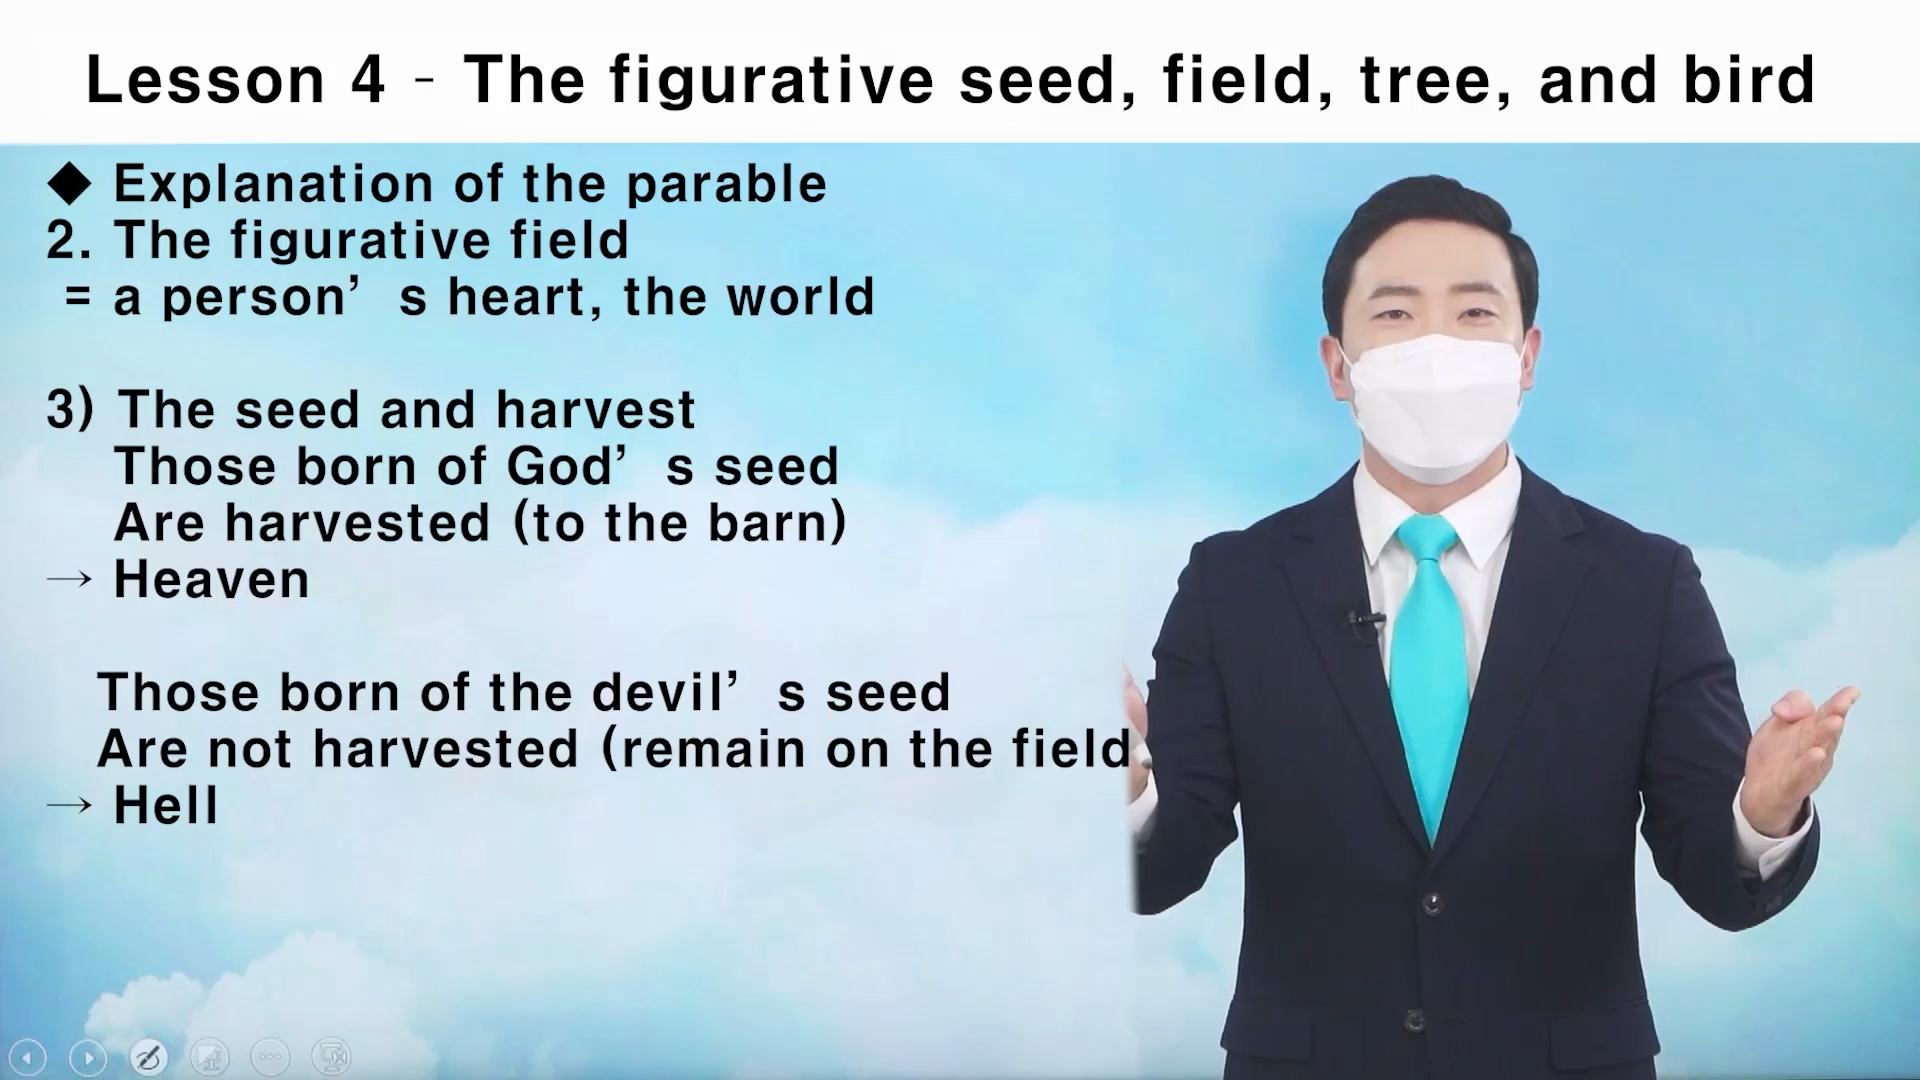 Lesson 4 - The figurative seed, field, tree, and bird
◆ Explanation of the parable
2. The figurative field
= a person’s heart, the world
3) The seed and harvest
Those born of God’s seed
Are harvested (to the barn)
→ Heaven
Those born of the devil’s seed
Are not harvested (remain on the field
→ Hell